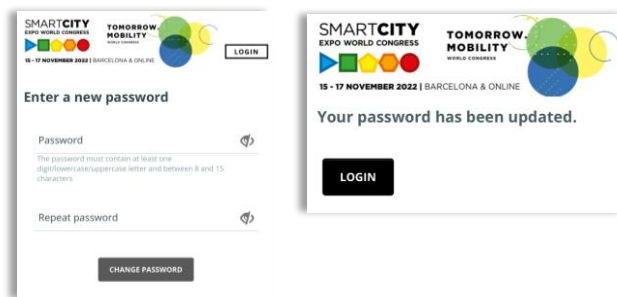 SMARTCITY
EXPO WORLD CONGRESS
TOMORROW.
MOBILITY
WORLD CONGRESS
15 - 17 NOVEMBER 2022 | BARCELONA & ONLINE
LOGIN
Enter a new password
Password
The password must contain at least one
digit/lowercase/uppercase letter and between 8 and 15
characters
Repeat password
CHANGE PASSWORD
SMARTCITY
EXPO WORLD CONGRESS
TOMORROW.
MOBILITY
WORLD CONGRESS
15 - 17 NOVEMBER 2022 | BARCELONA & ONLINE
Your password has been updated.
LOGIN